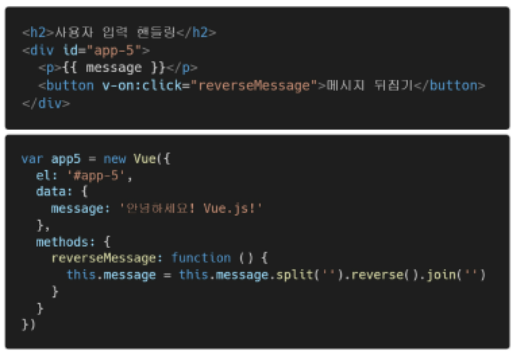 <h2>사용자 입력 핸들링</h2>
<div id="app-5">
<p>{{ message }}</p>
<button v-on:click="reverseMessage">메시지 뒤집기</button>
</div>
var app5 = new Vue({
el: '#app-5',
data: {
message: '안녕하세요! Vue.js!'
},
methods: {
reverseMessage: function () {
this.message = this.message.split('').reverse().join('')
}
}
})